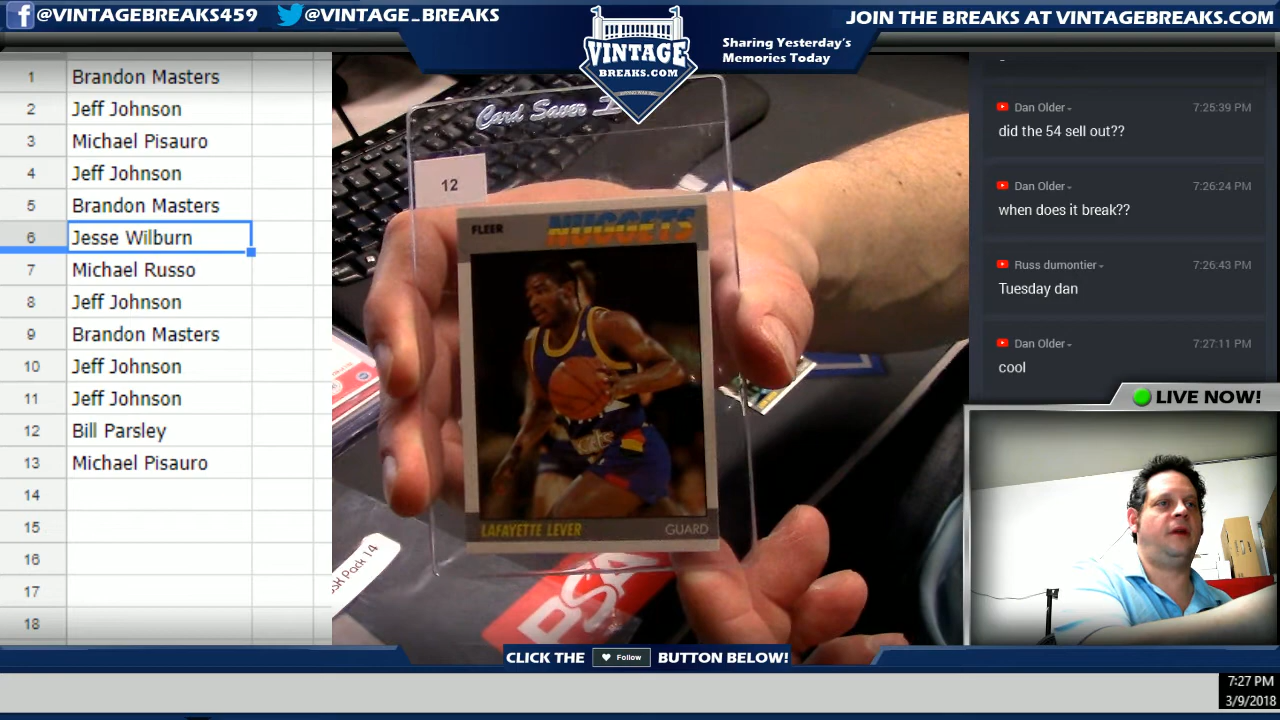 @VINTAGEBREAKS459
@VINTAGE_BREAKS
VINTAGE
BREAKS.COM
Sharing Yesterday's
Memories Today
JOIN THE BREAKS AT VINTAGEBREAKS.COM
1 Brandon Masters
2 Jeff Johnson
3 Michael Pisauro
4 Jeff Johnson
5 Brandon Masters
6 Jesse Wilburn
7 Michael Russo
8 Jeff Johnson
9 Brandon Masters
10 Jeff Johnson
11 Jeff Johnson
12 Bill Parsley
13 Michael Pisauro
14
15
16
17
18
Card Saver I
12
FLEER
NUGGETS
LAFAYETTE LEVER
GUARD
Pack 14
PSA
Dan Older 7:25:39 PM
did the 54 sell out??
Dan Older 7:26:24 PM
when does it break??
Russ dumontier 7:26:43 PM
Tuesday dan
Dan Older 7:27:11 PM
cool
LIVE NOW!
CLICK THE Follow BUTTON BELOW!
7:27 PM
3/9/2018